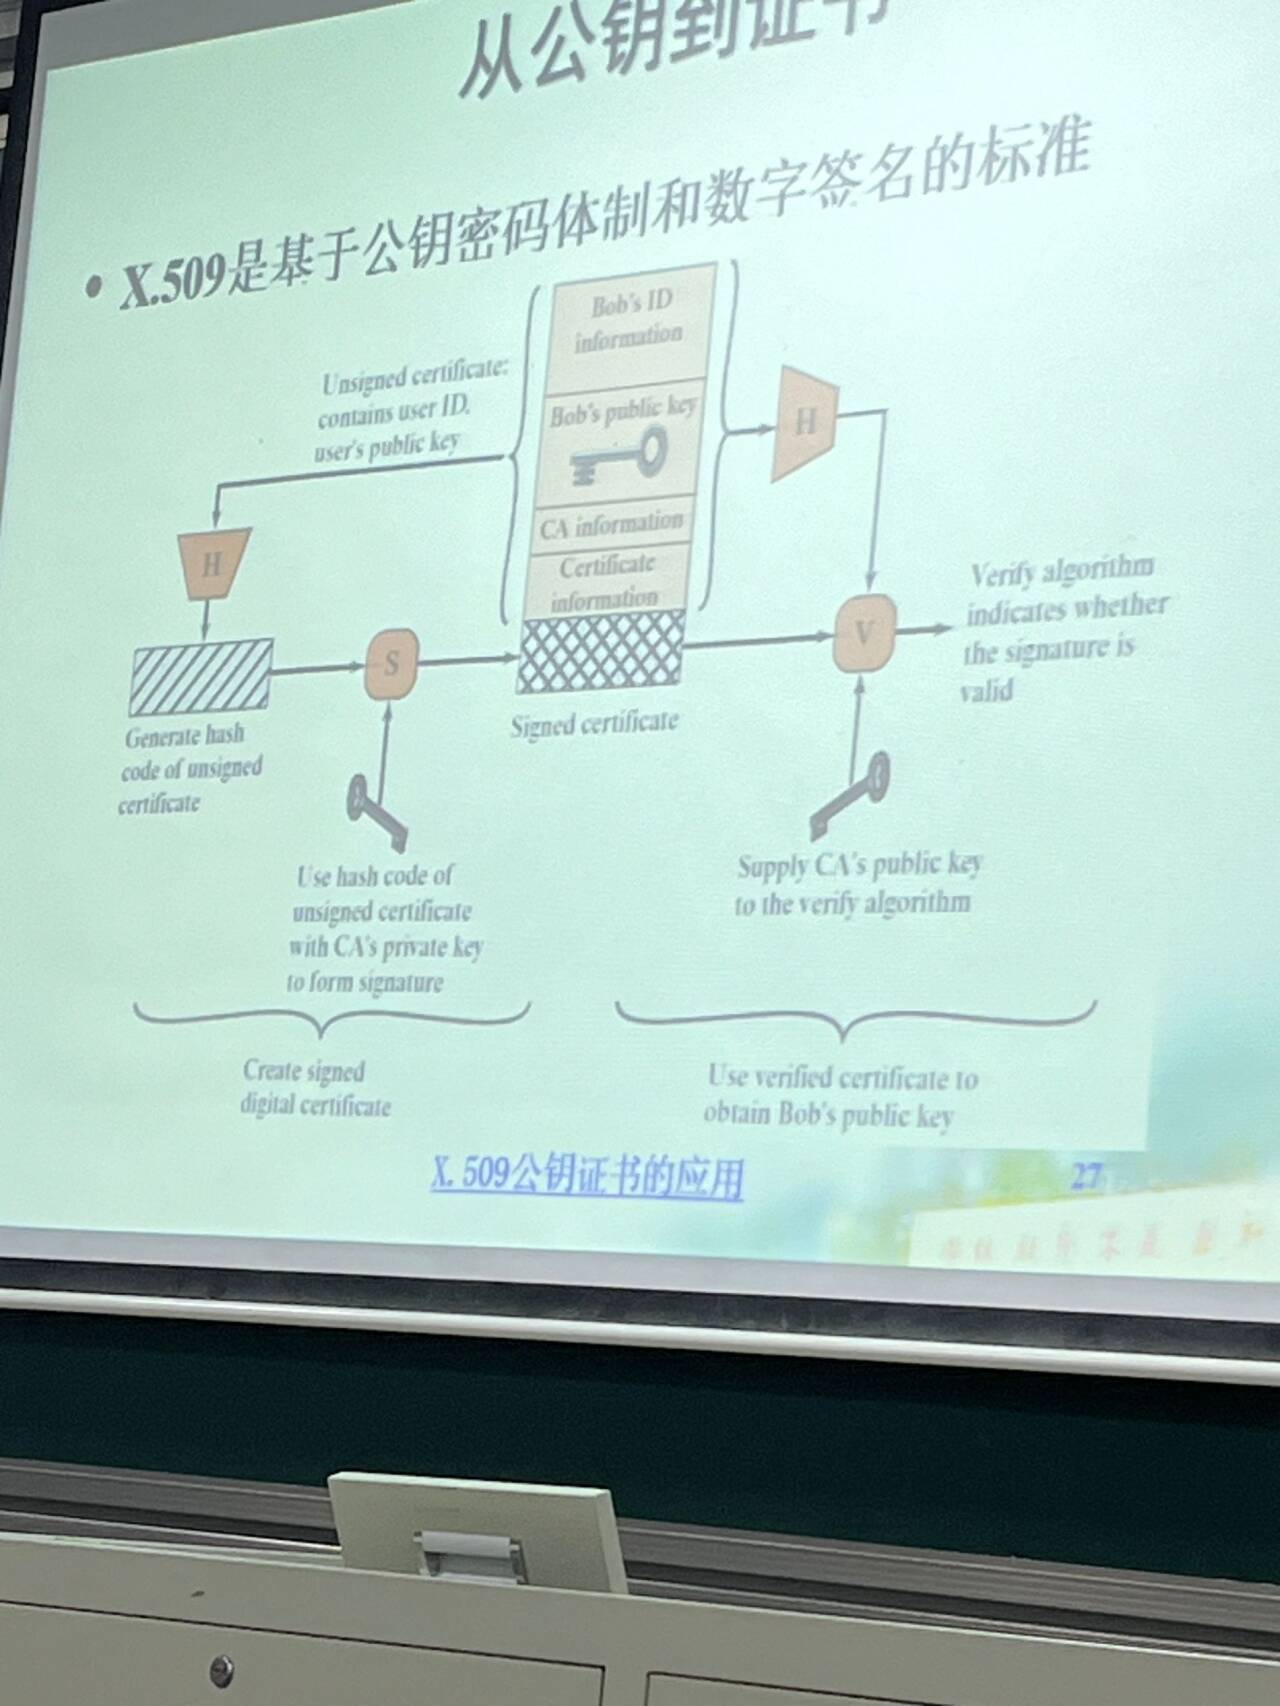 从公钥到证书
• X.509是基于公钥密码体制和数字签名的标准
Unsigned certificate:
contains user ID,
user's public key
Bob's ID
information
Bob's public key
CA information
Certificate
information
H
H
S
V
Generate hash
code of unsigned
certificate
Signed certificate
Verify algorithm
indicates whether
the signature is
valid
Use hash code of
unsigned certificate
with CA's private key
to form signature
Supply CA's public key
to the verify algorithm
Create signed
digital certificate
Use verified certificate to
obtain Bob's public key
X. 509公钥证书的应用
27